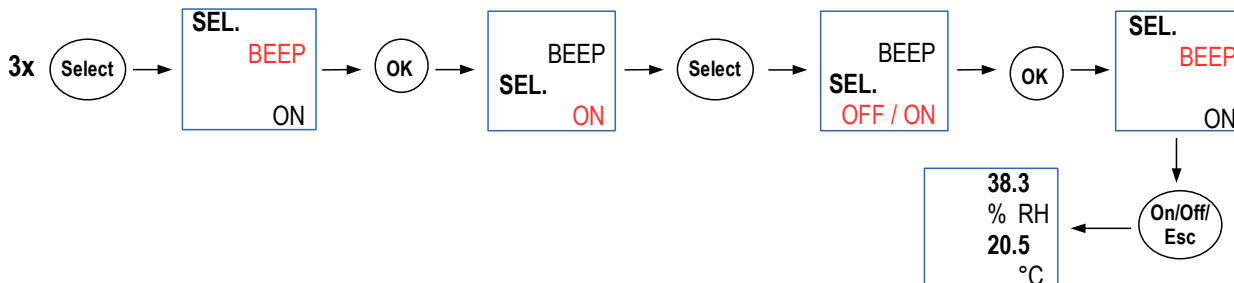 3x
Select
SEL.
BEEP
ON
OK
BEEP
SEL.
ON
Select
BEEP
SEL.
OFF / ON
OK
SEL.
BEEP
ON
On/Off/
Esc
38.3
% RH
20.5
°C